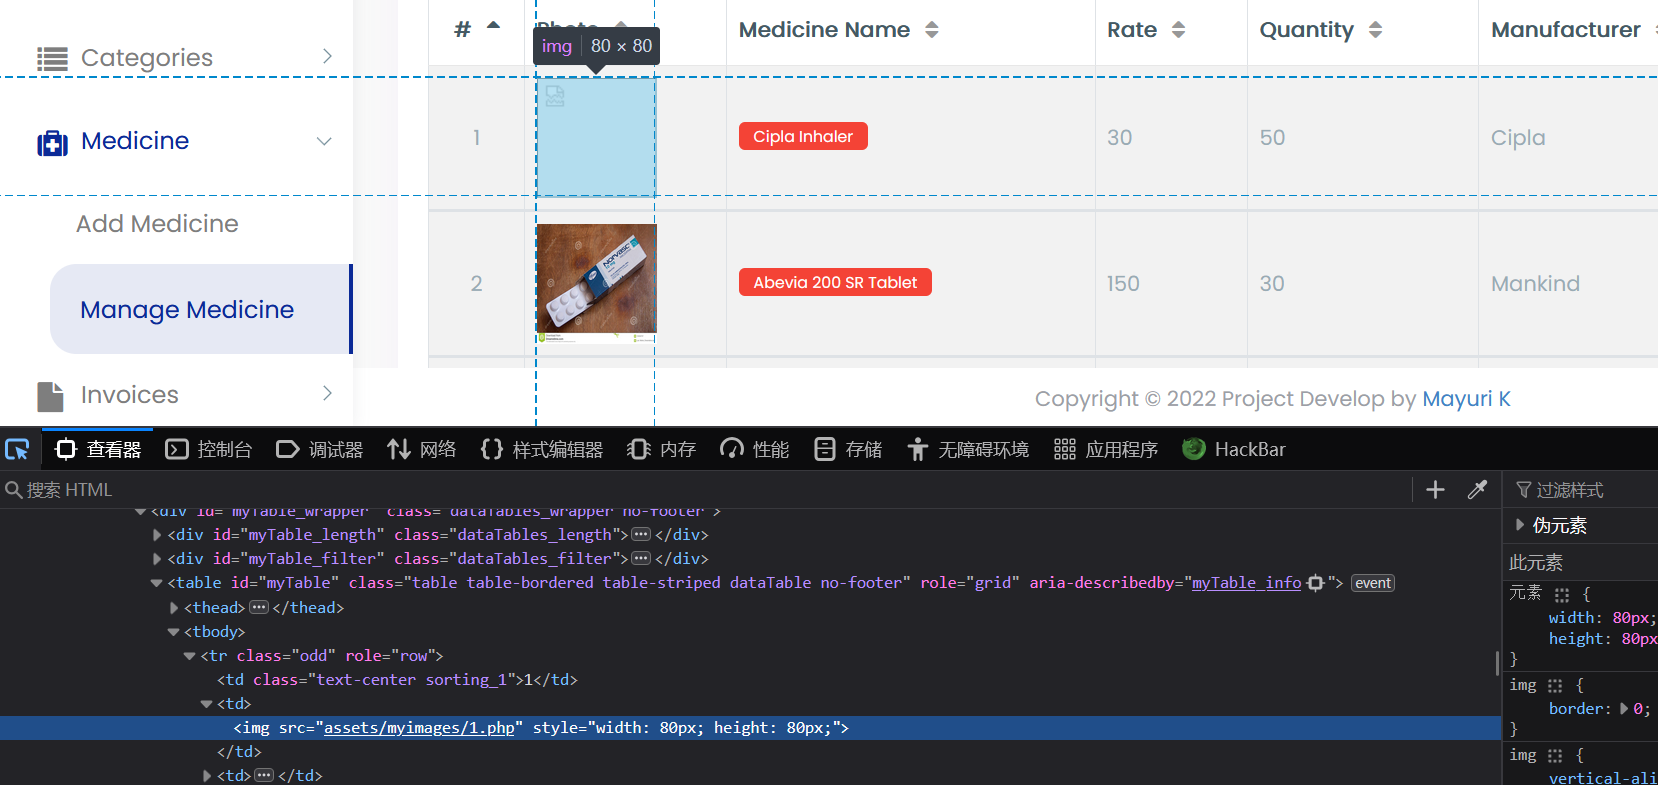 # Photo Medicine Name Rate Quantity Manufacturer
img 80 × 80
Categories
1 Cipla Inhaler 30 50 Cipla
Medicine
Add Medicine
2 Abevia 200 SR Tablet 150 30 Mankind
Manage Medicine
Invoices
Copyright © 2022 Project Develop by Mayuri K
查看器 控制台 调试器 网络 {} 样式编辑器 内存 性能 存储 无障碍环境 应用程序 HackBar
搜索 HTML
过滤样式
<div id="myTable_wrapper" class="dataTables_wrapper no-footer">
<div id="myTable_length" class="dataTables_length">···</div>
<div id="myTable_filter" class="dataTables_filter">···</div>
<table id="myTable" class="table table-bordered table-striped dataTable no-footer" role="grid" aria-describedby="myTable_info"> event
<thead>···</thead>
<tbody>
<tr class="odd" role="row">
<td class="text-center sorting_1">1</td>
<td>
<img src="assets/myimages/1.php" style="width: 80px; height: 80px;">
</td>
<td>···</td>
伪元素
此元素
元素 {
width: 80px;
height: 80px
}
img {
border: 0;
}
img {
vertical-ali